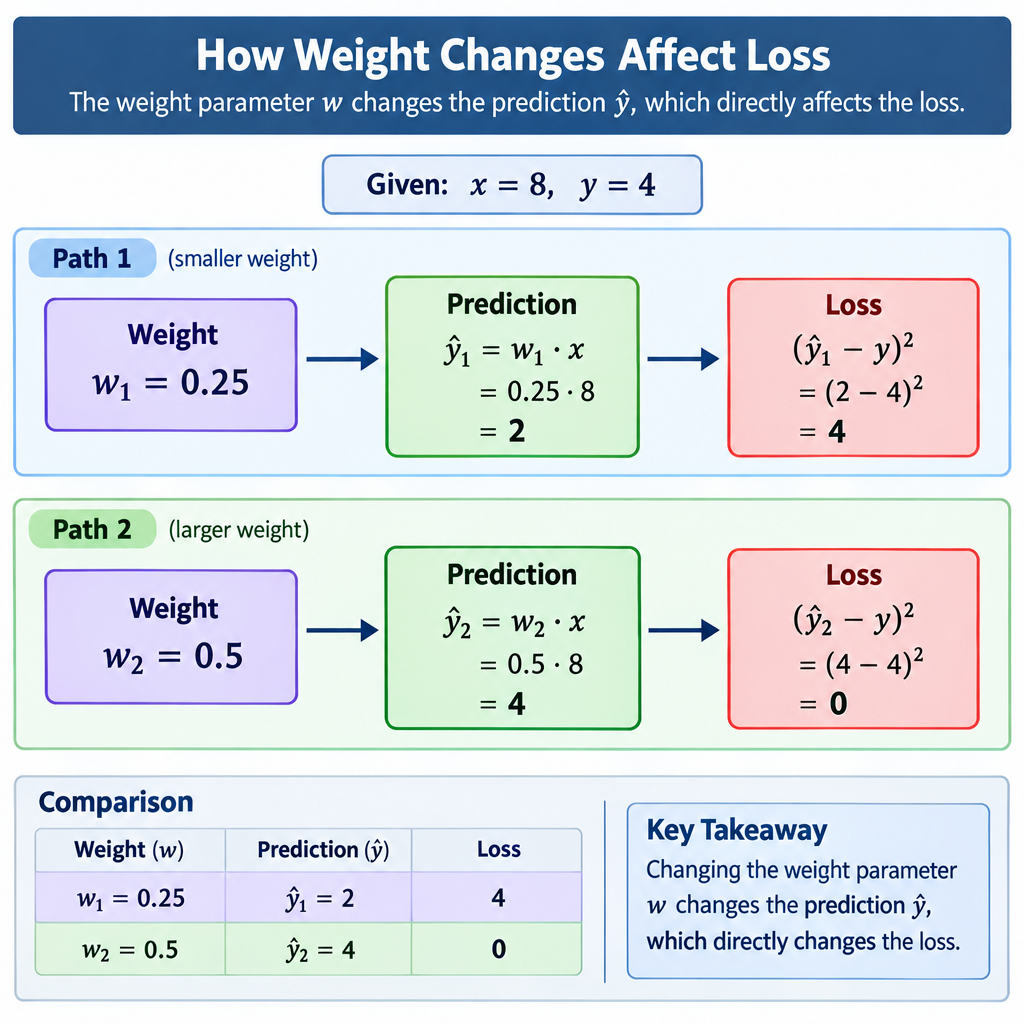 How Weight Changes Affect Loss
The weight parameter w changes the prediction ŷ, which directly affects the loss.
Given: x = 8, y = 4
Path 1 (smaller weight)
Weight
w₁ = 0.25
Prediction
ŷ₁ = w₁ · x
= 0.25 · 8
= 2
Loss
(ŷ₁ − y)²
= (2 − 4)²
= 4
Path 2 (larger weight)
Weight
w₂ = 0.5
Prediction
ŷ₂ = w₂ · x
= 0.5 · 8
= 4
Loss
(ŷ₂ − y)²
= (4 − 4)²
= 0
Comparison
Weight (w) Prediction (ŷ) Loss
w₁ = 0.25 ŷ₁ = 2 4
w₂ = 0.5 ŷ₂ = 4 0
Key Takeaway
Changing the weight parameter
w changes the prediction ŷ,
which directly changes the loss.